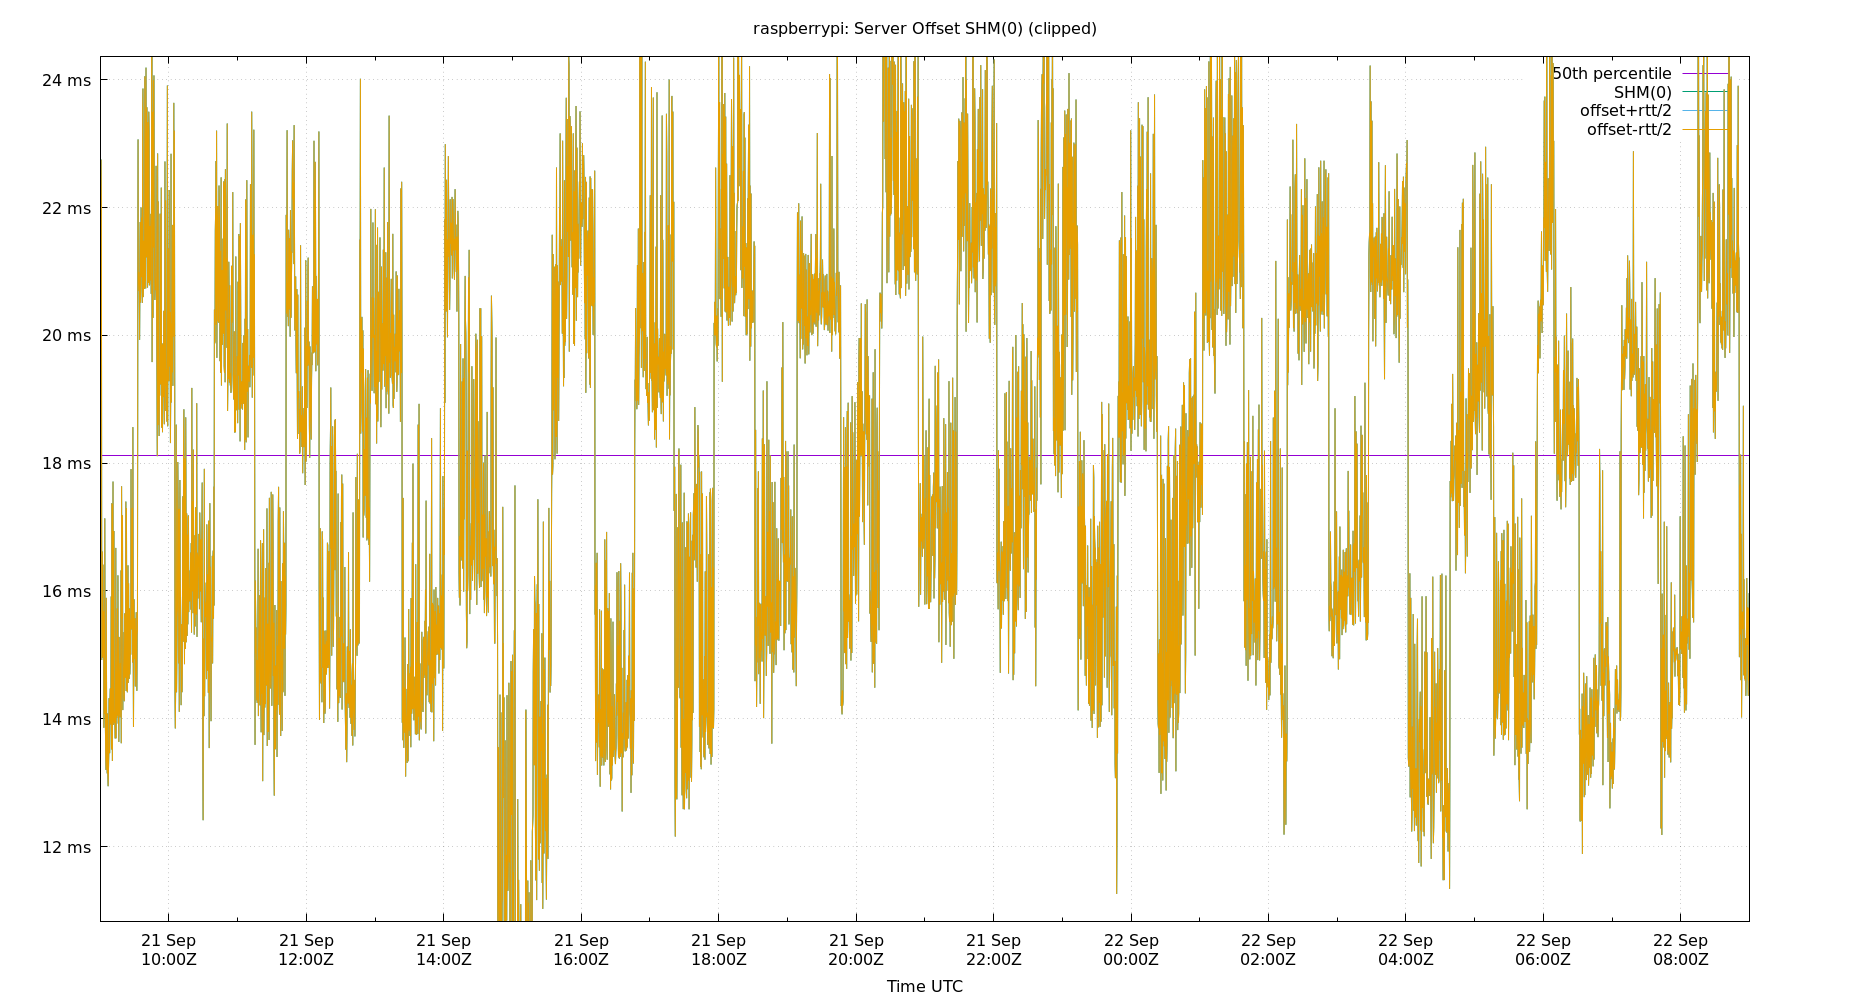 raspberrypi: Server Offset SHM(0) (clipped)
24 ms
22 ms
20 ms
18 ms
16 ms
14 ms
12 ms
50th percentile
SHM(0)
offset+rtt/2
offset-rtt/2
21 Sep 21 Sep 21 Sep 21 Sep 21 Sep 21 Sep 21 Sep 22 Sep 22 Sep 22 Sep 22 Sep 22 Sep
10:00Z 12:00Z 14:00Z 16:00Z 18:00Z 20:00Z 22:00Z 00:00Z 02:00Z 04:00Z 06:00Z 08:00Z
Time UTC